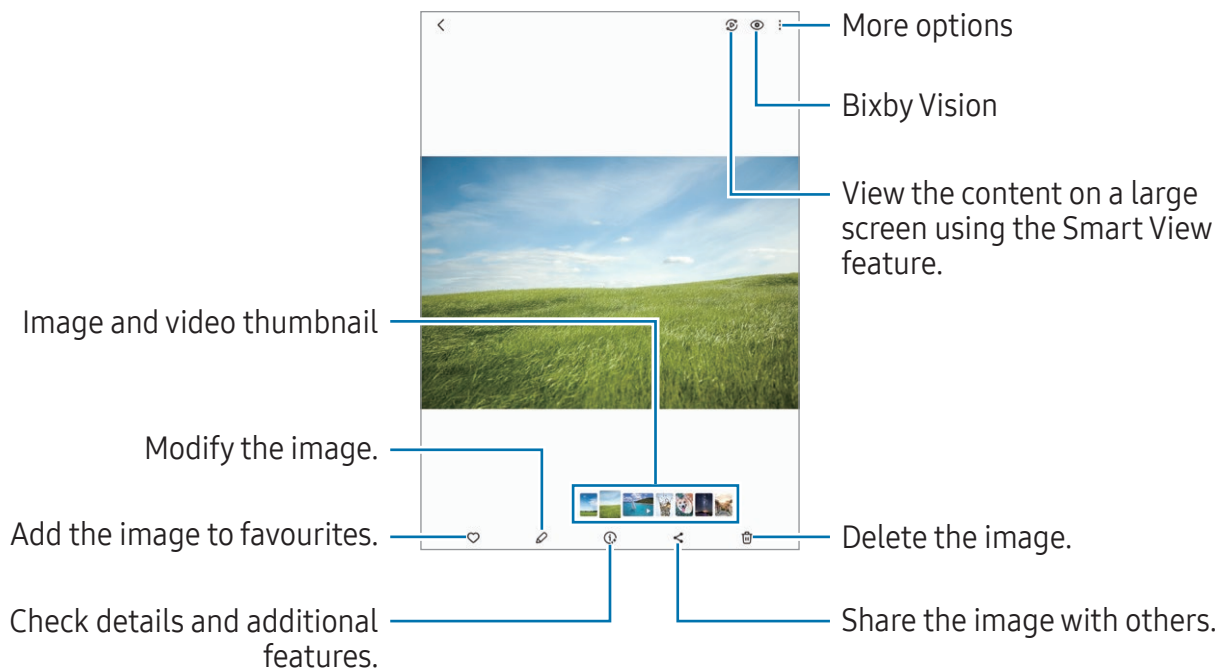 More options
Bixby Vision
View the content on a large
screen using the Smart View
feature.
Image and video thumbnail
Modify the image.
Add the image to favourites.
Delete the image.
Check details and additional
features.
Share the image with others.